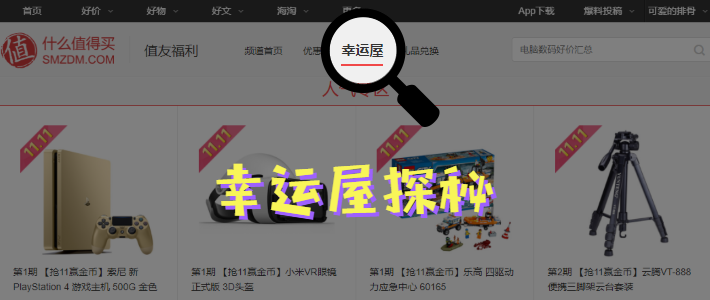 首页 好价 好物 好文 海淘 App下载 爆料投稿 可爱的排骨
值 什么值得买
SMZDM.COM
值友福利 频道首页 优惠 幸运屋 礼品兑换 电脑数码好价汇总
人气专区
11.11 11.11 11.11 11.11
幸运屋探秘
第1期 【抢11赢金币】索尼 新
PlayStation 4 游戏主机 500G 金色
第1期 【抢11赢金币】小米VR眼镜
正式版 3D头盔
第1期 【抢11赢金币】乐高 四驱动
力应急中心 60165
第2期 【抢11赢金币】云腾VT-888
便携三脚架云台套装